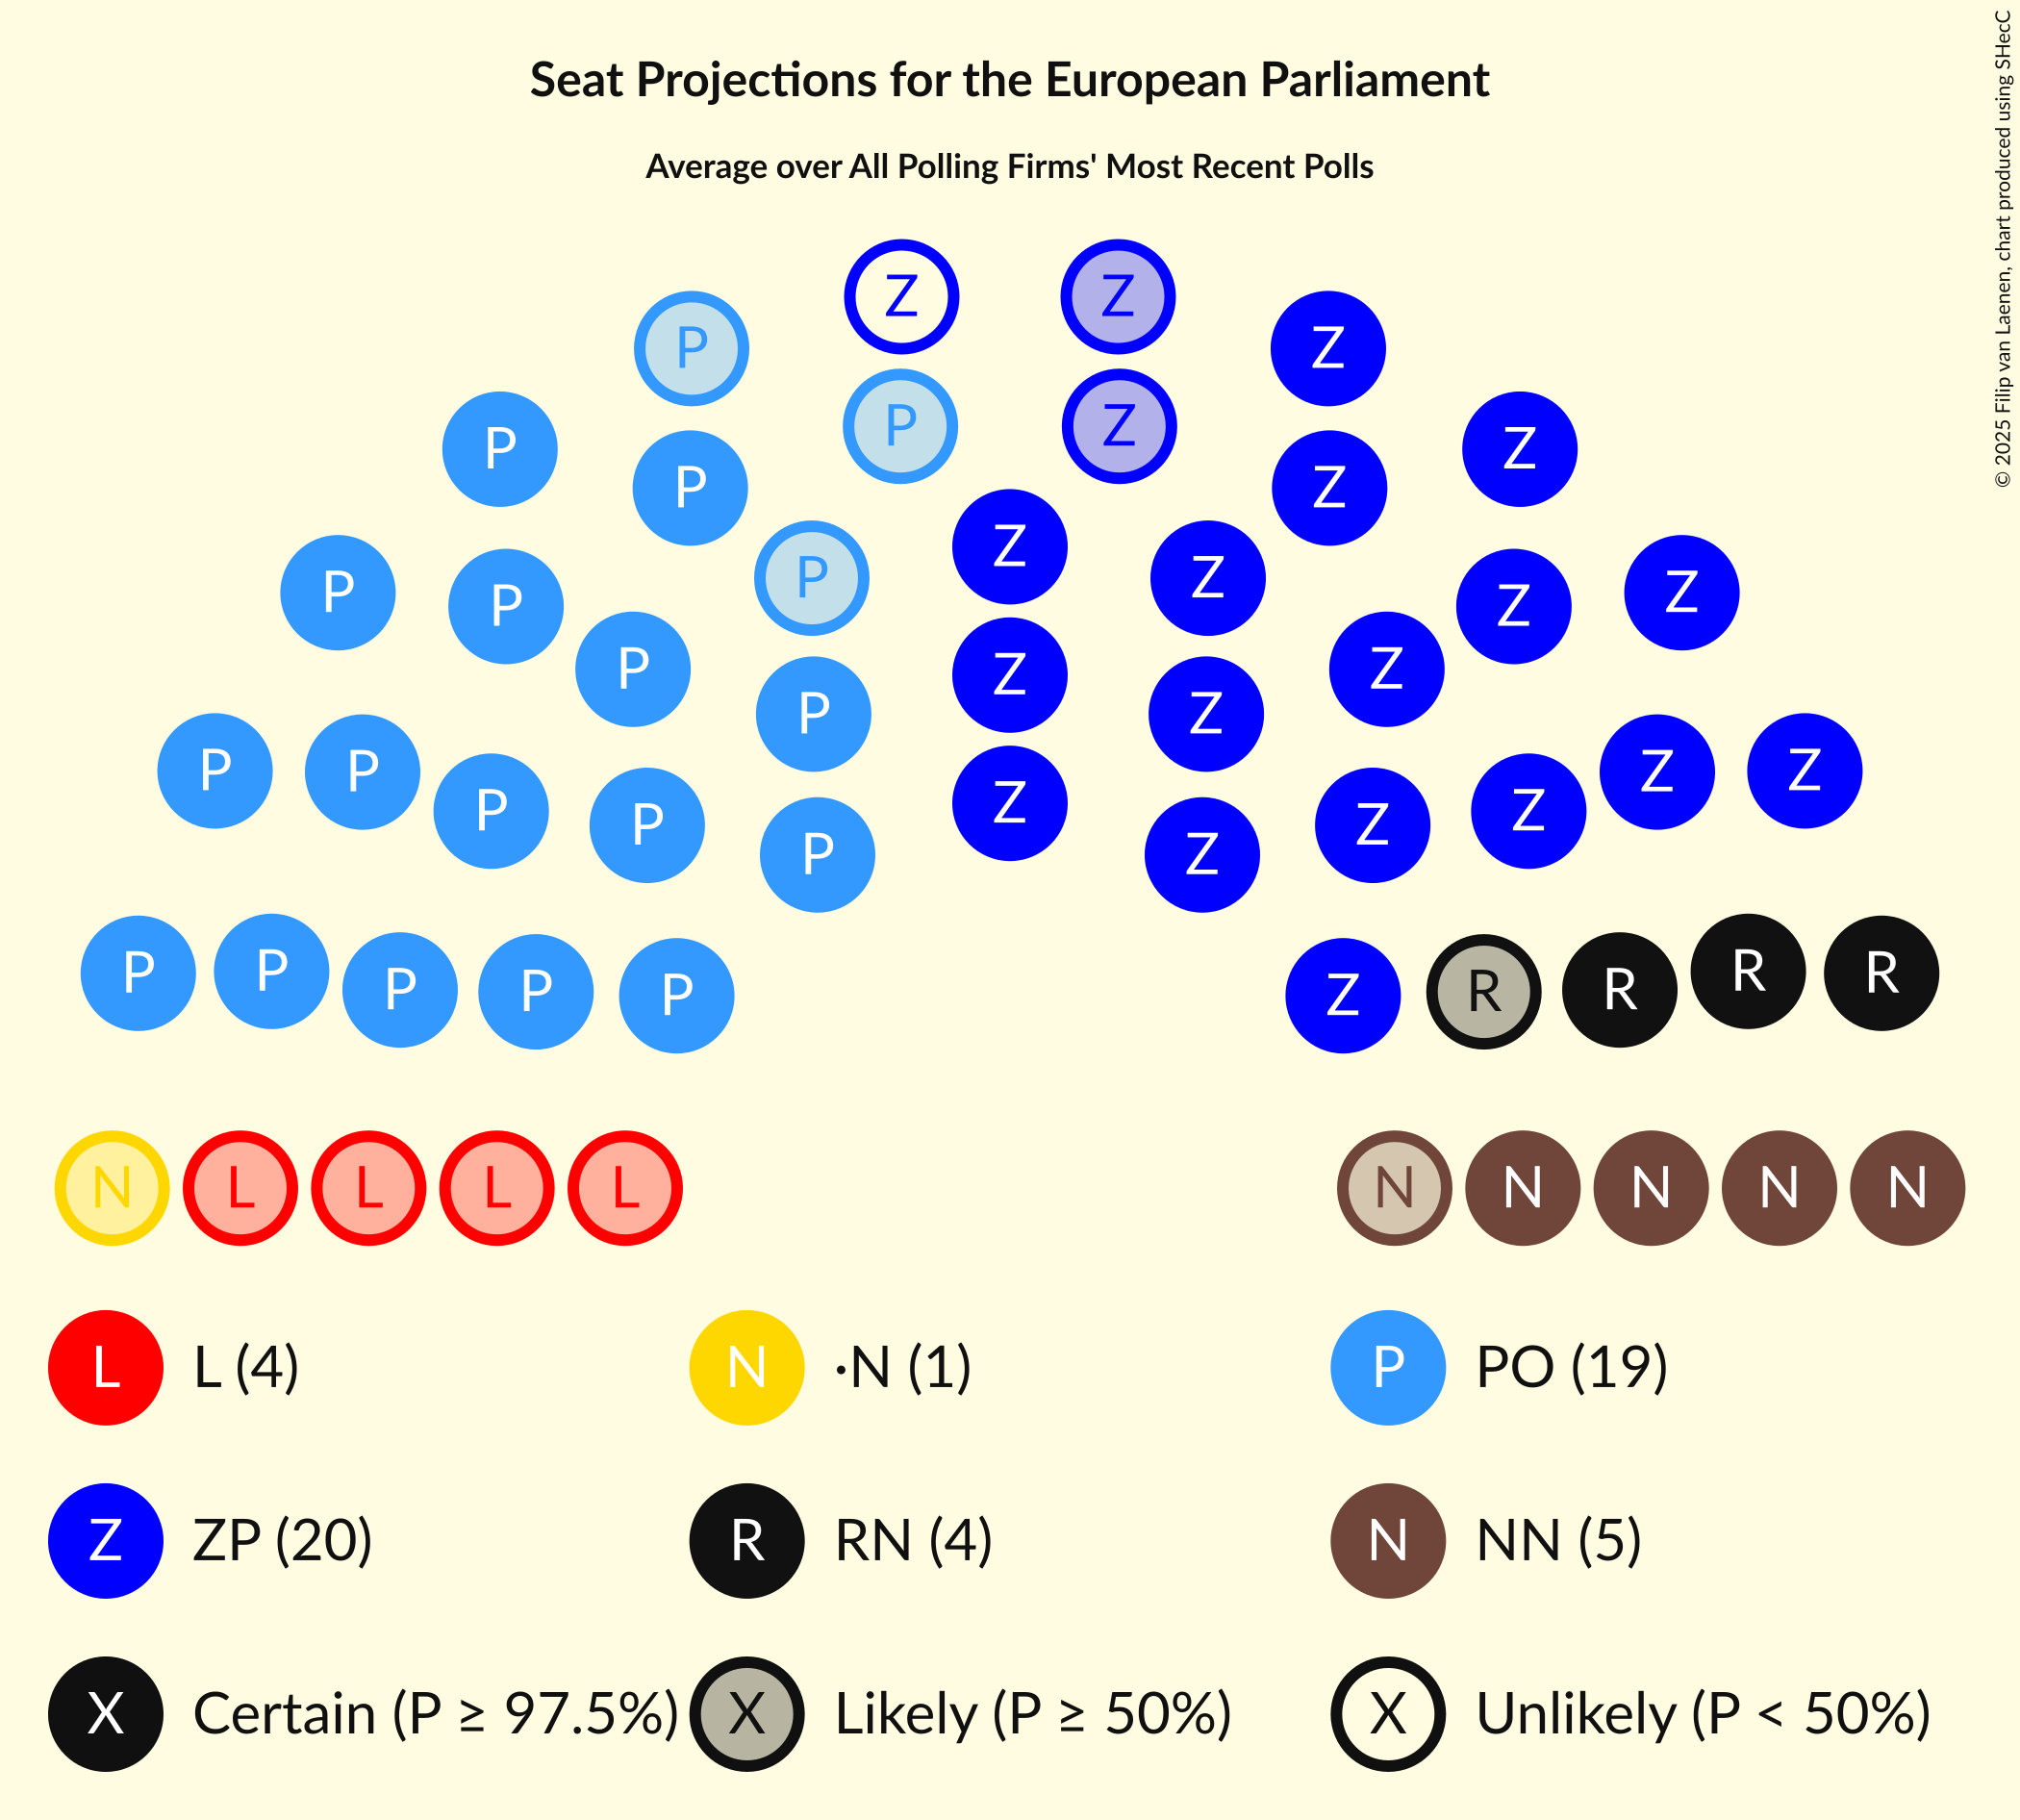 Seat Projections for the European Parliament
Average over All Polling Firms' Most Recent Polls
© 2025 Filip van Laenen, chart produced using SHecC
Z Z
P Z
P Z
P Z
P Z
P Z
Z
P Z
P Z
P Z
P Z
Z
P Z
P Z
P Z
P Z
Z
P Z
P Z
P P P P P Z R R R R
N L L L L N N N N N
L L (4) N ·N (1) P PO (19)
Z ZP (20) R RN (4) N NN (5)
X Certain (P ≥ 97.5%) X Likely (P ≥ 50%) X Unlikely (P < 50%)